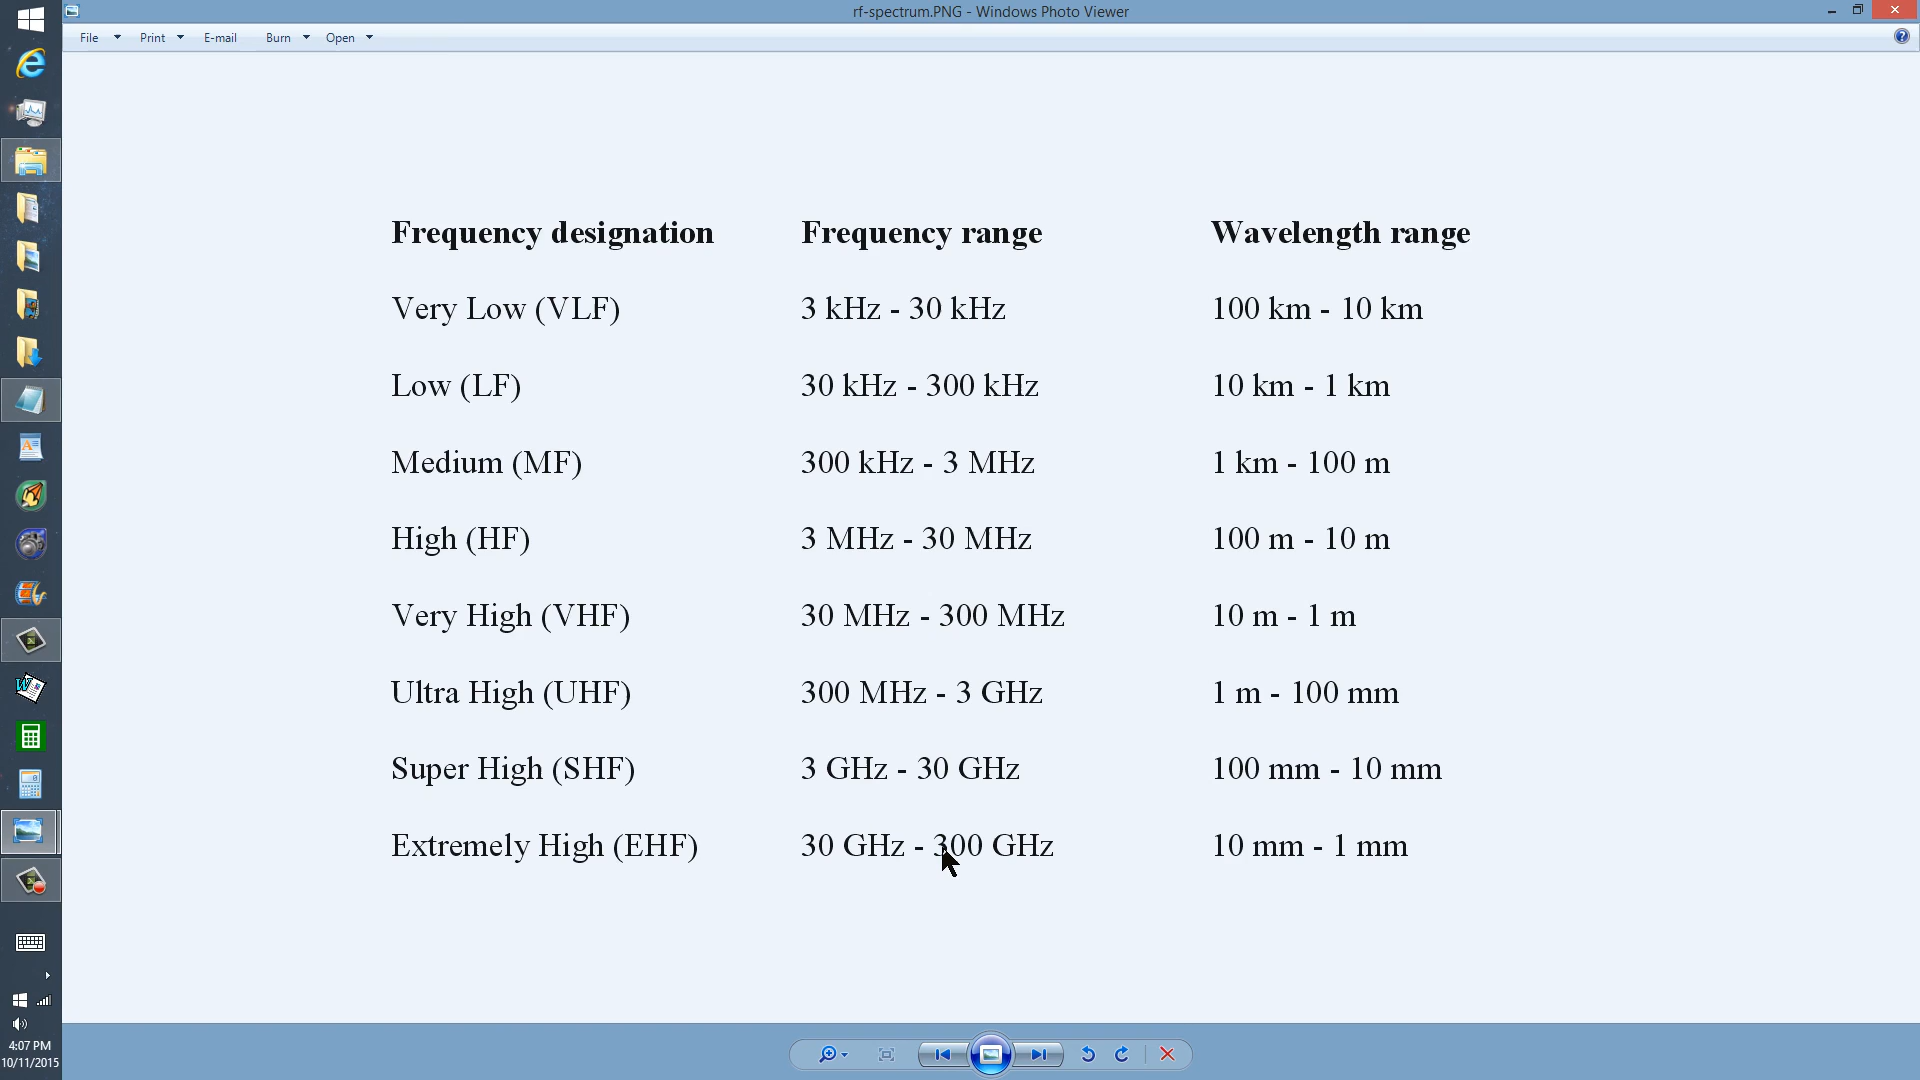 rf-spectrum.PNG - Windows Photo Viewer
File Print E-mail Burn Open
Frequency designation Frequency range Wavelength range
Very Low (VLF) 3 kHz - 30 kHz 100 km - 10 km
Low (LF) 30 kHz - 300 kHz 10 km - 1 km
Medium (MF) 300 kHz - 3 MHz 1 km - 100 m
High (HF) 3 MHz - 30 MHz 100 m - 10 m
Very High (VHF) 30 MHz - 300 MHz 10 m - 1 m
Ultra High (UHF) 300 MHz - 3 GHz 1 m - 100 mm
Super High (SHF) 3 GHz - 30 GHz 100 mm - 10 mm
Extremely High (EHF) 30 GHz - 300 GHz 10 mm - 1 mm
4:07 PM
10/11/2015